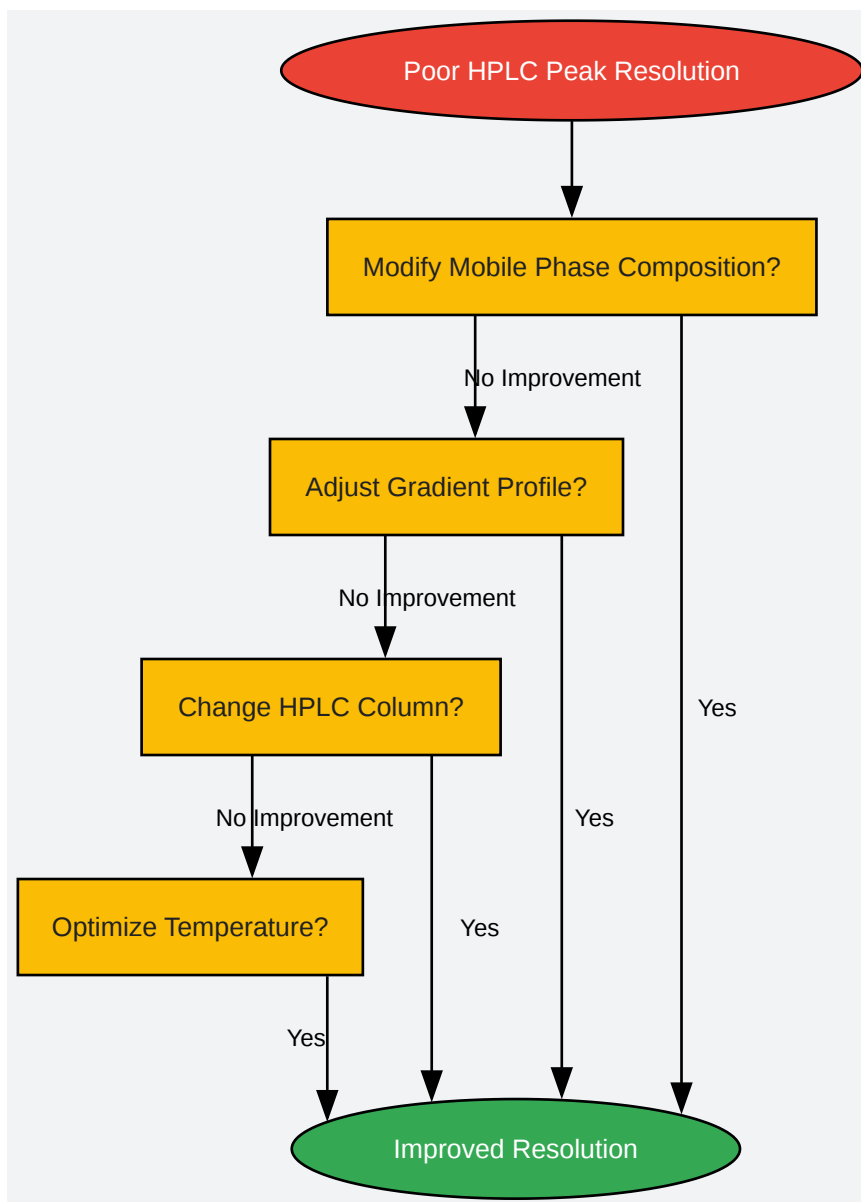 Poor HPLC Peak Resolution
Modify Mobile Phase Composition?
No Improvement
Adjust Gradient Profile?
No Improvement
Change HPLC Column?
Yes
No Improvement
Yes
Optimize Temperature?
Yes
Yes
Improved Resolution